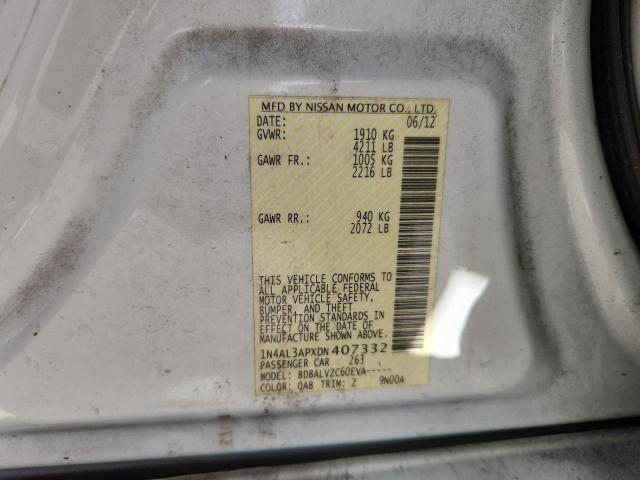 MFD BY NISSAN MOTOR CO., LTD.
DATE: 06/12
GVWR: 1910 KG
4211 LB
GAWR FR.: 1005 KG
2216 LB
GAWR RR.: 940 KG
2072 LB
THIS VEHICLE CONFORMS TO
ALL APPLICABLE FEDERAL
MOTOR VEHICLE SAFETY,
BUMPER, AND THEFT
PREVENTION STANDARDS IN
EFFECT ON THE DATE OF
MANUFACTURE SHOWN ABOVE.
1N4AL3APXDN407332
PASSENGER CAR 263
MODEL: BDBALVZC60EVA-----
COLOR: QAB TRIM: Z 9N00A